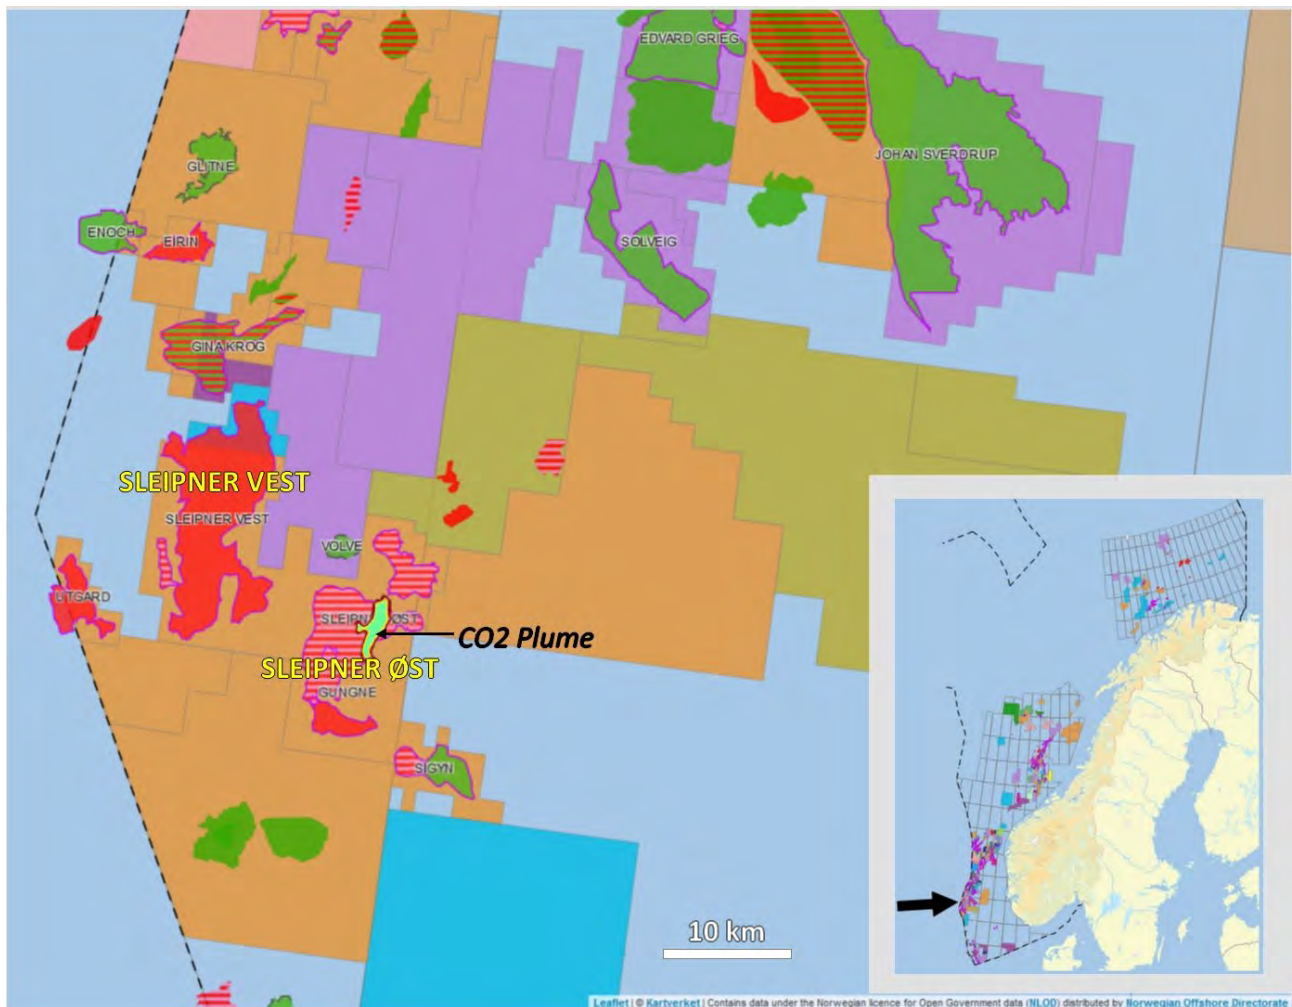 EDVARD GRIEG
JOHAN SVERDRUP
GLITNE
ENOCH
EIRIN
SOLVEIG
GINA KROG
SLEIPNER VEST
SLEIPNER VEST
VOLVE
UTGARD
SLEIPN ØST
CO2 Plume
SLEIPNER ØST
GUNGNE
SIGYN
10 km
Leaflet | © Kartverket | Contains data under the Norwegian licence for Open Government data (NLOD) distributed by Norwegian Offshore Directorate